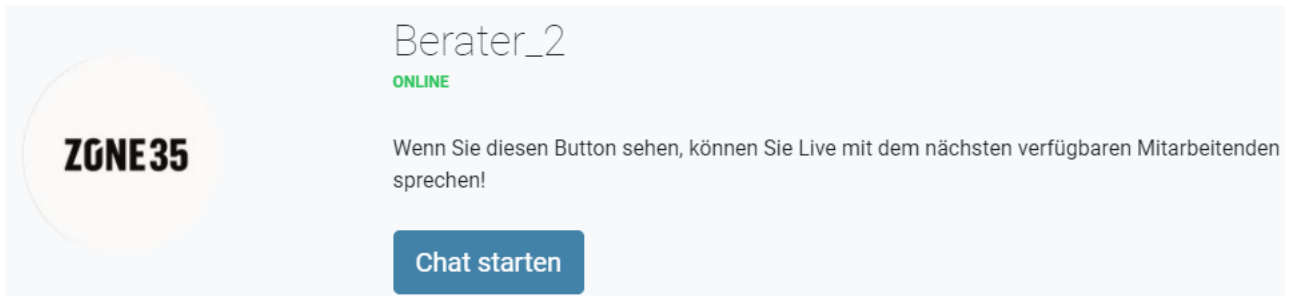 Berater_2
ONLINE
ZONE35
Wenn Sie diesen Button sehen, können Sie Live mit dem nächsten verfügbaren Mitarbeitenden
sprechen!
Chat starten